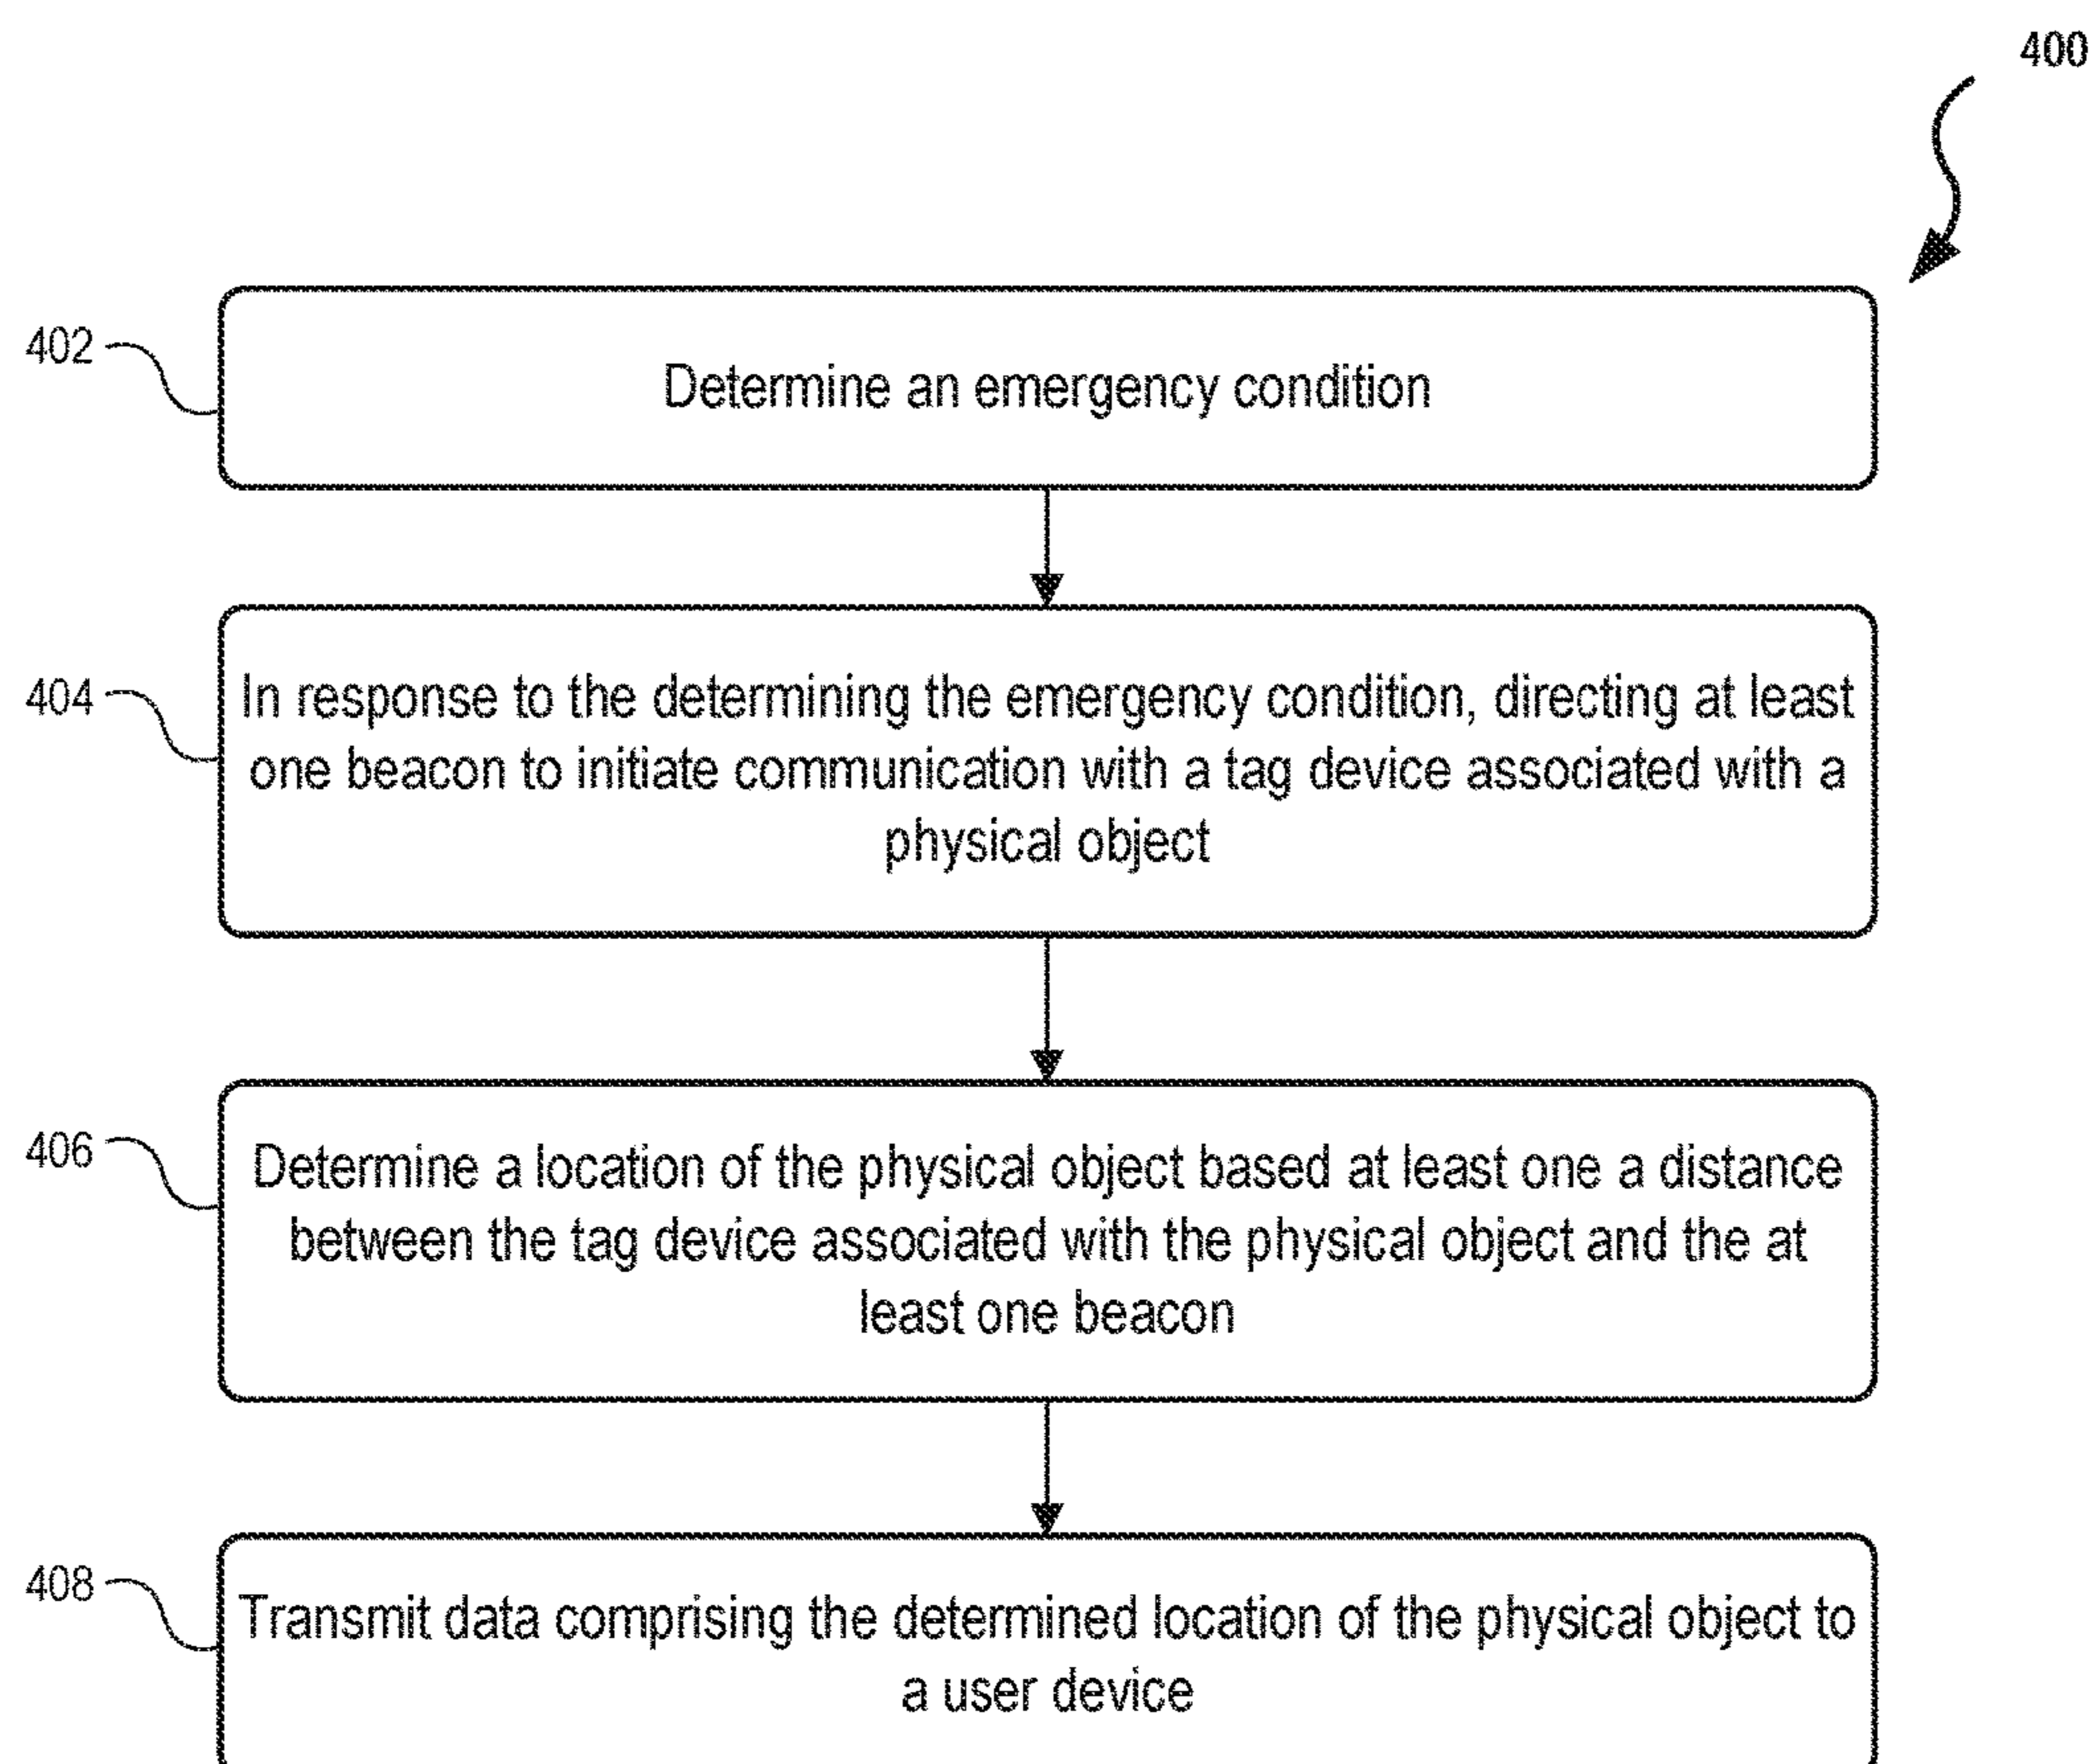 400
402
Determine an emergency condition
404
In response to the determining the emergency condition, directing at least
one beacon to initiate communication with a tag device associated with a
physical object
406
Determine a location of the physical object based at least one a distance
between the tag device associated with the physical object and the at
least one beacon
408
Transmit data comprising the determined location of the physical object to
a user device